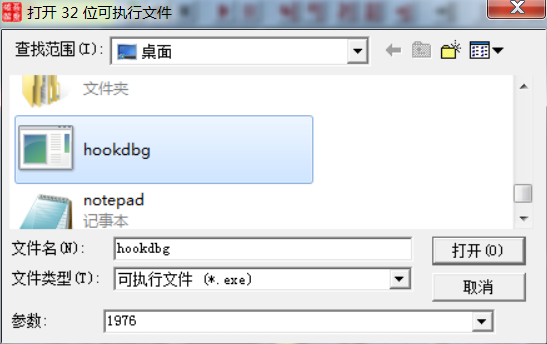 打开 32 位可执行文件
查找范围(I): 桌面
文件夹
hookdbg
notepad
记事本
文件名(N): hookdbg 打开(O)
文件类型(T): 可执行文件 (*.exe) 取消
参数: 1976